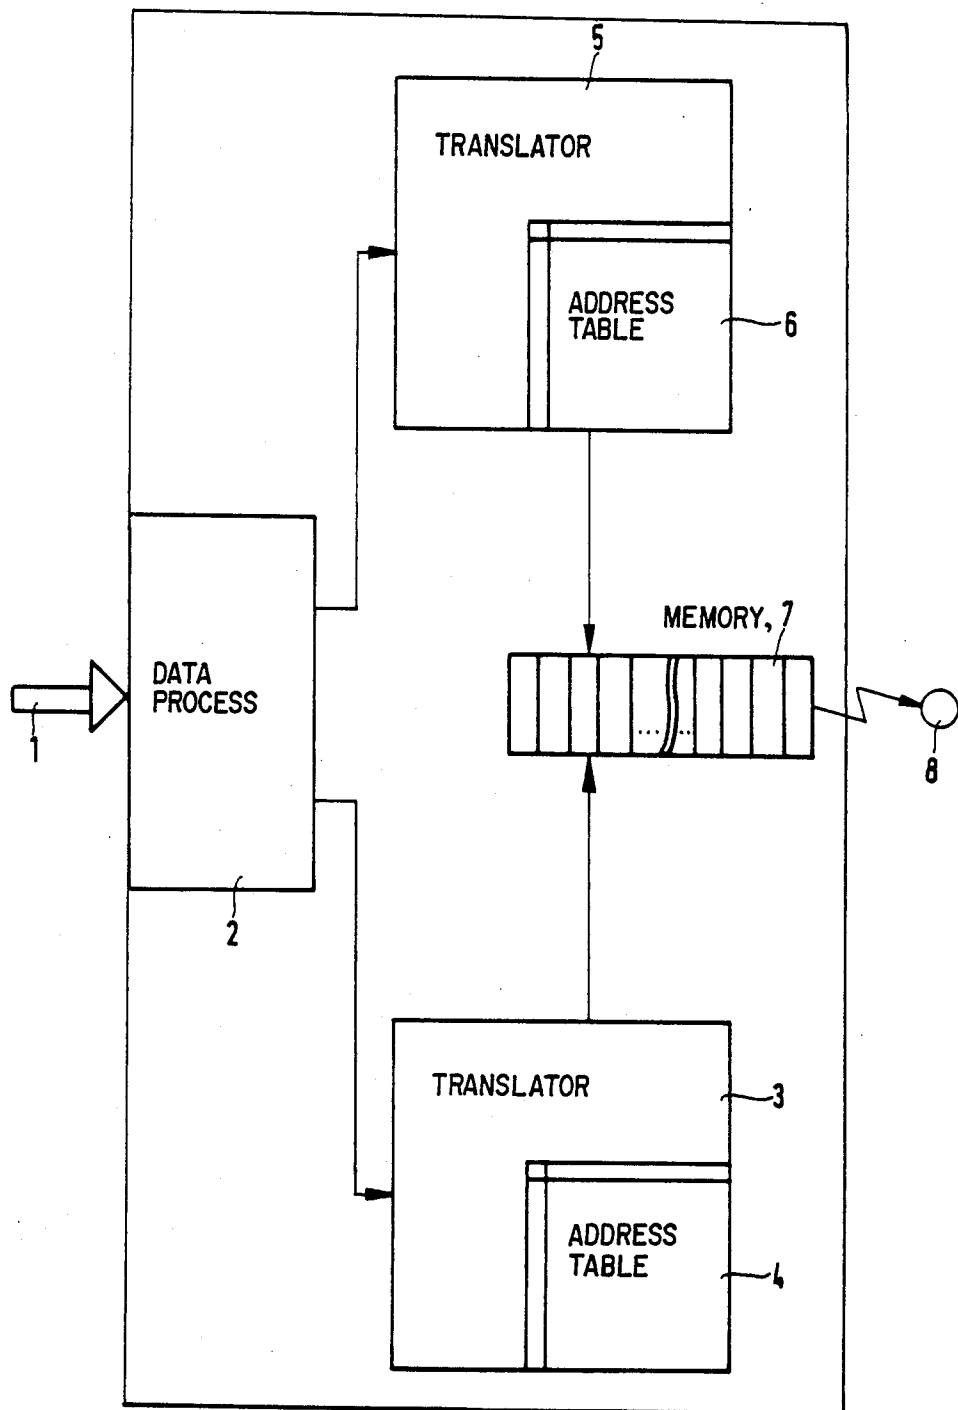 5
TRANSLATOR
ADDRESS
TABLE
6
MEMORY, 7
DATA
PROCESS
1
8
2
TRANSLATOR
3
ADDRESS
TABLE
4